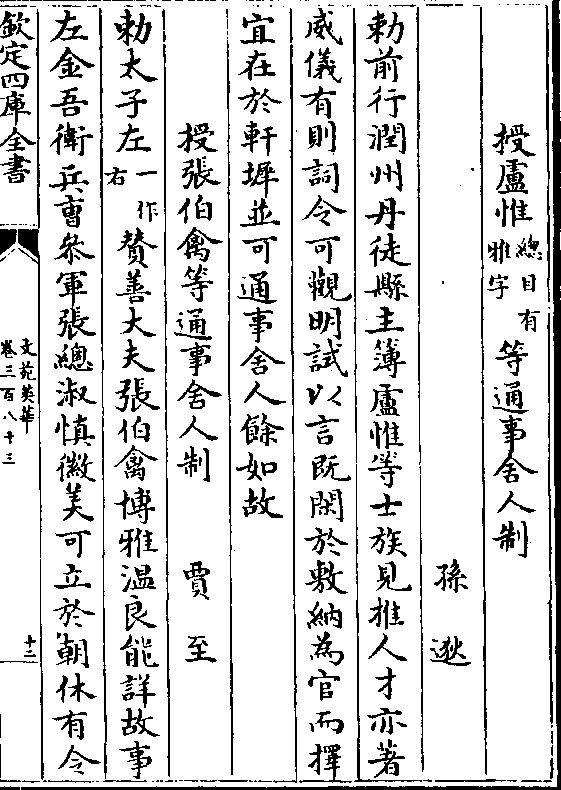 授盧惟總目有雅字等通事舍人制
孫逖
勅前行潤州丹徒縣主簿盧惟等士族見推人才亦著
威儀有則詞令可觀明試以言既閑於敷納為官而擇
宜在於軒墀並可通事舍人餘如故
授張伯禽等通事舍人制 賈至
勅太子左一作右贊善大夫張伯禽博雅温良能詳故事
左金吾衛兵曹叅軍張總淑慎徽美可立於朝休有令
欽定四庫全書
文苑英華
卷三百八十三
十二